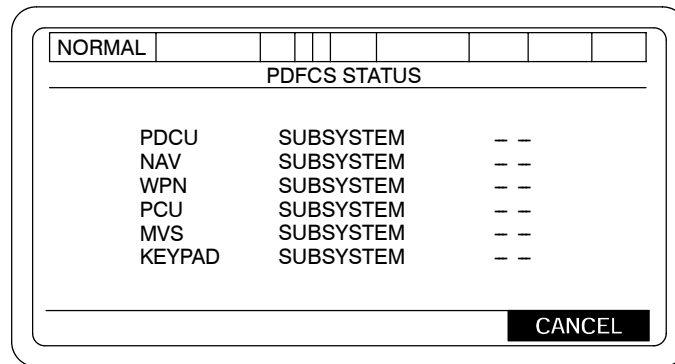 NORMAL
PDFCS STATUS
PDCU SUBSYSTEM – –
NAV SUBSYSTEM – –
WPN SUBSYSTEM – –
PCU SUBSYSTEM – –
MVS SUBSYSTEM – –
KEYPAD SUBSYSTEM – –
CANCEL